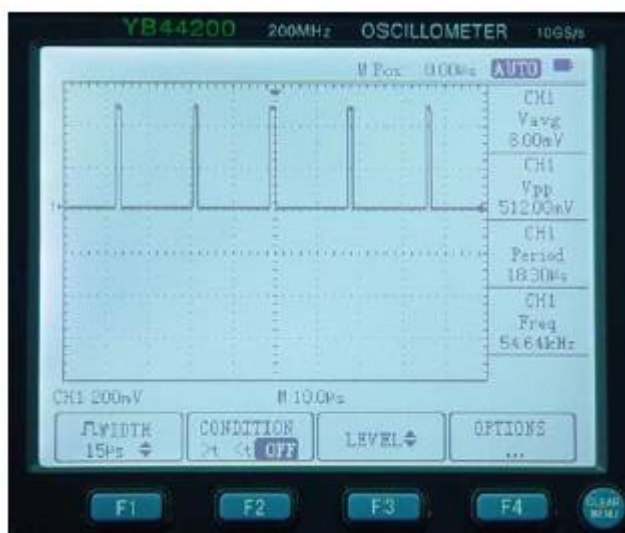 YB44200 200MHz OSCILLOMETER 10GS/s
M Pos: 0.00µs AUTO
CH1
Vavg
8.00mV
CH1
Vpp
512.00mV
CH1
Period
18.30µs
CH1
Freq
54.64kHz
CH1 200mV M 10.0µs
WIDTH
15µs
CONDITION
>t <t OFF
LEVEL
OPTIONS
...
F1 F2 F3 F4 CLEAR
MENU